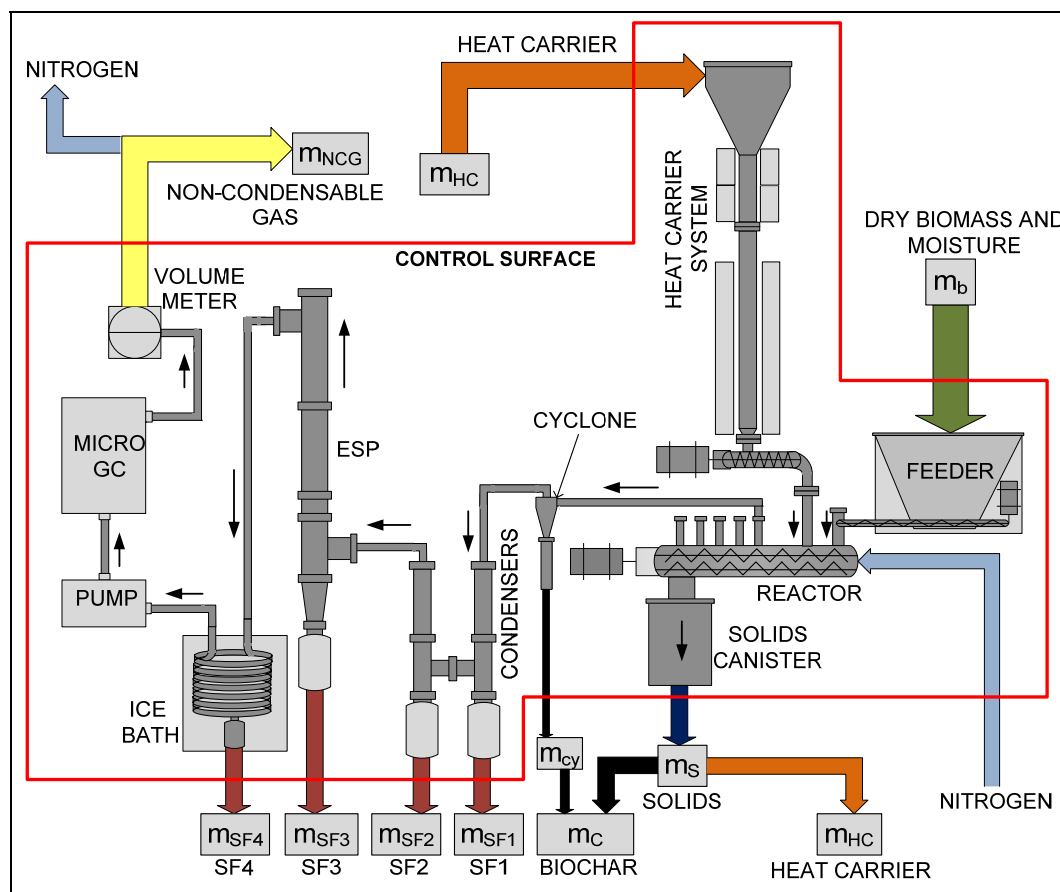 HEAT CARRIER
NITROGEN
mNCG
NON-CONDENSABLE
GAS
mHC
HEAT CARRIER
SYSTEM
DRY BIOMASS AND
MOISTURE
mb
CONTROL SURFACE
VOLUME
METER
MICRO
GC
ESP
CYCLONE
FEEDER
CONDENSERS
PUMP
REACTOR
SOLIDS
CANISTER
ICE
BATH
mcy
mS
SOLIDS
NITROGEN
mSF4
SF4
mSF3
SF3
mSF2
SF2
mSF1
SF1
mC
BIOCHAR
mHC
HEAT CARRIER